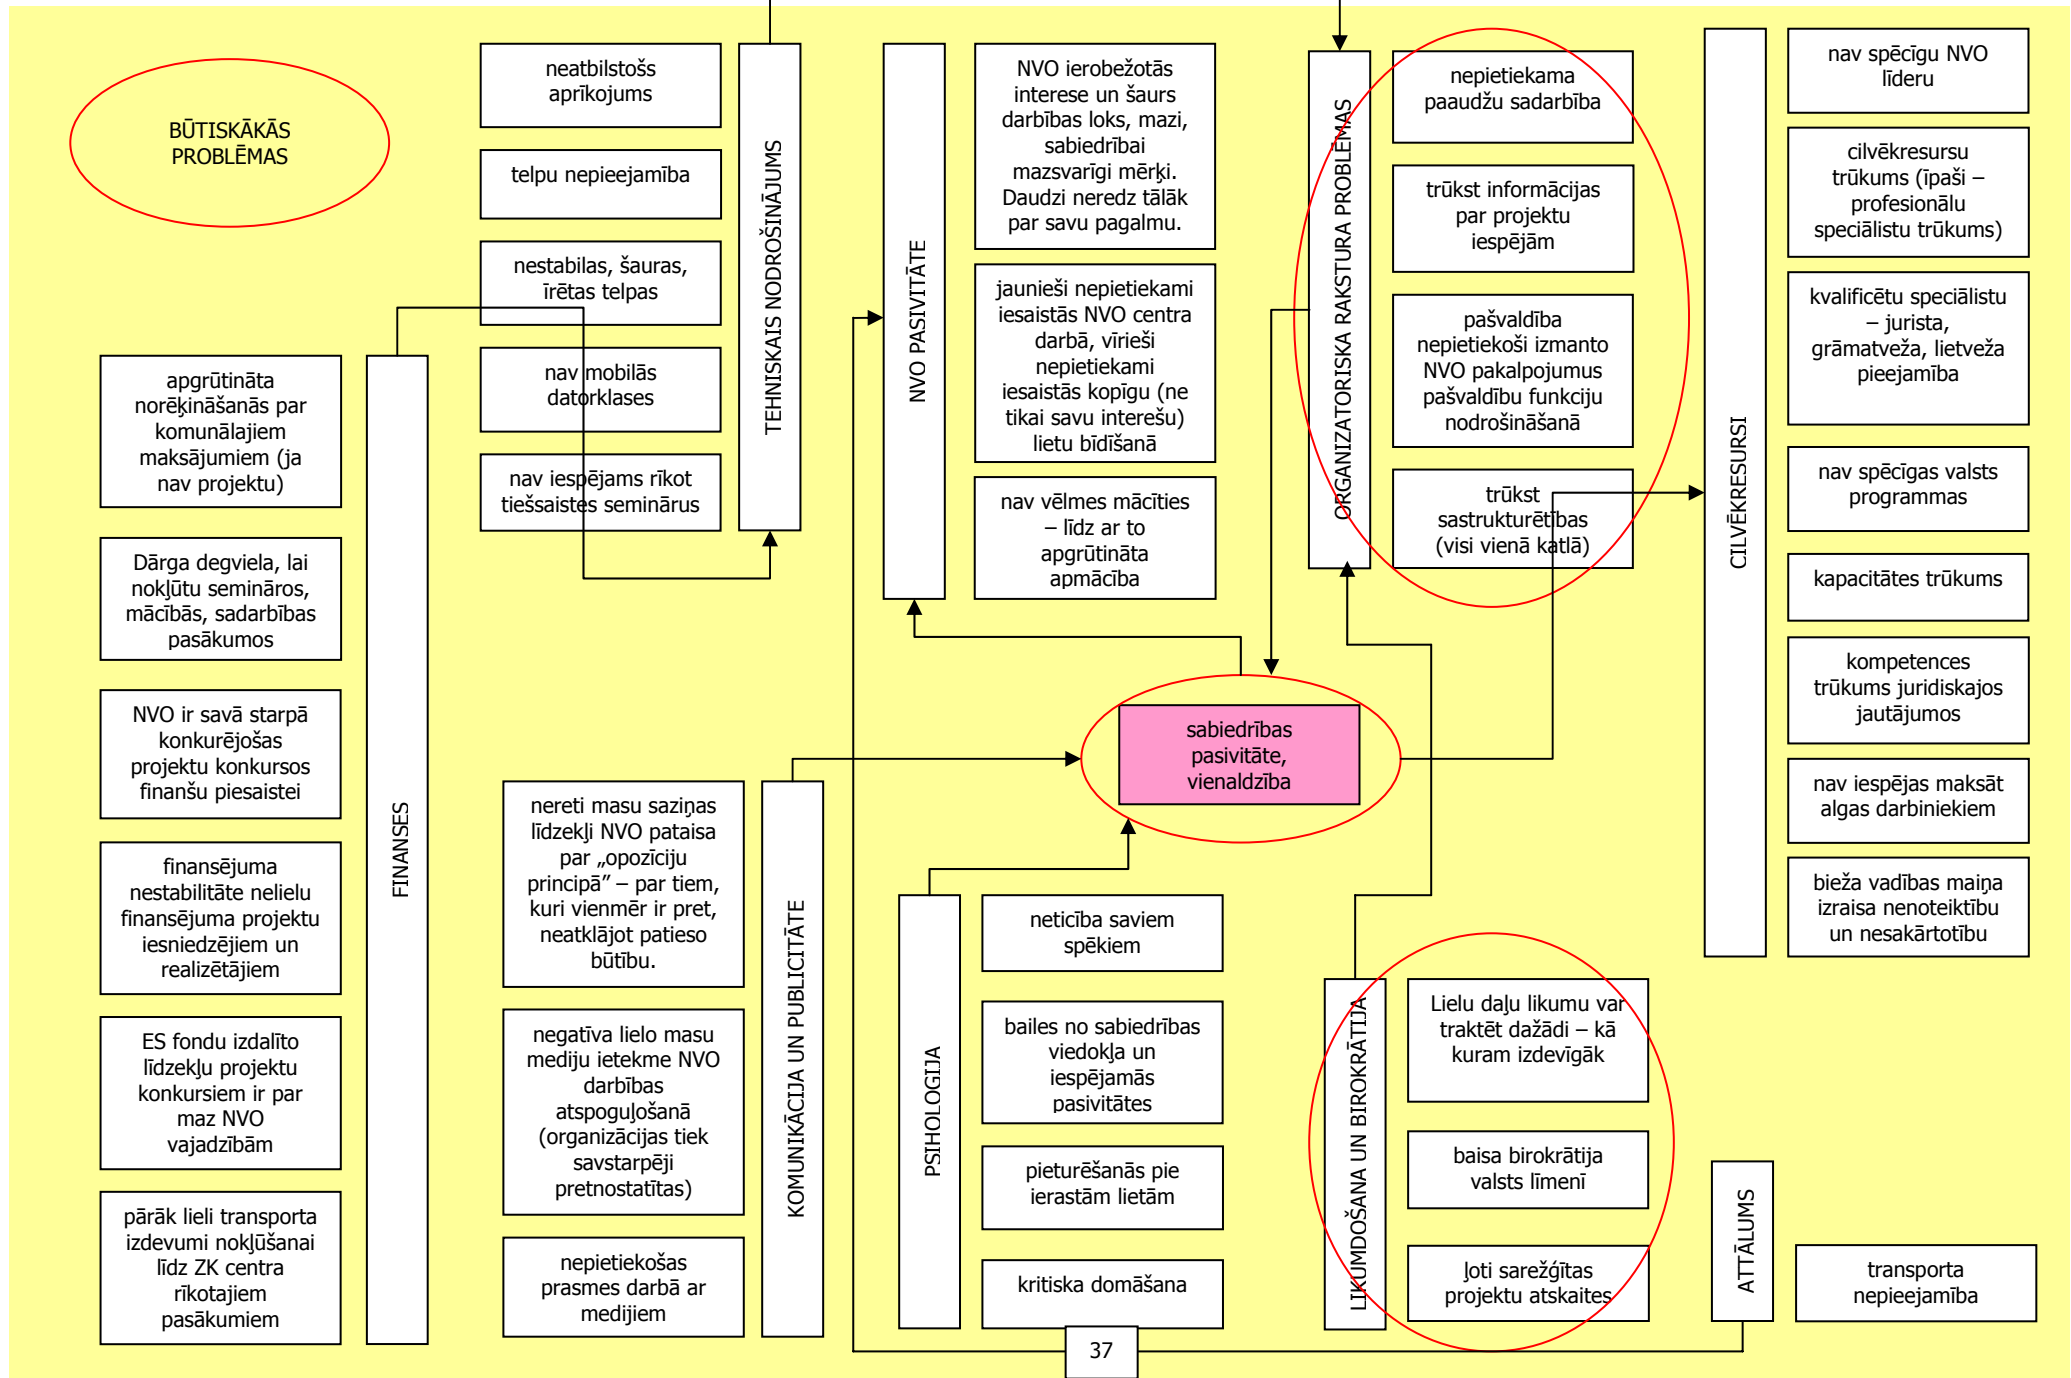 BŪTISKĀKĀS
PROBLĒMAS
apgrūtināta
norēķināšanās par
komunālajiem
maksājumiem (ja
nav projektu)
Dārga degviela, lai
nokļūtu semināros,
mācībās, sadarbības
pasākumos
NVO ir savā starpā
konkurējošas
projektu konkursos
finanšu piesaistei
finansējuma
nestabilitāte nelielu
finansējuma projektu
iesniedzējiem un
realizētājiem
ES fondu izdalīto
līdzekļu projektu
konkursiem ir par
maz NVO
vajadzībām
pārāk lieli transporta
izdevumi nokļūšanai
līdz ZK centra
rīkotajiem
pasākumiem
FINANSES
neatbilstošs
aprīkojums
telpu nepieejamība
nestabilas, šauras,
īrētas telpas
nav mobilās
datorklases
nav iespējams rīkot
tiešsaistes seminārus
TEHNISKAIS NODROŠINĀJUMS
NVO PASIVITĀTE
NVO ierobežotās
interese un šaurs
darbības loks, mazi,
sabiedrībai
mazsvarīgi mērķi.
Daudzi neredz tālāk
par savu pagalmu.
jaunieši nepietiekami
iesaistās NVO centra
darbā, vīrieši
nepietiekami
iesaistās kopīgu (ne
tikai savu interešu)
lietu bīdīšanā
nav vēlmes mācīties
– līdz ar to
apgrūtināta
apmācība
ORGANIZATORISKA RAKSTURA PROBLĒMAS
nepietiekama
paaudžu sadarbība
trūkst informācijas
par projektu
iespējām
pašvaldība
nepietiekoši izmanto
NVO pakalpojumus
pašvaldību funkciju
nodrošināšanā
trūkst
sastrukturētības
(visi vienā katlā)
CILVĒKRESURSI
nav spēcīgu NVO
līderu
cilvēkresursu
trūkums (īpaši –
profesionālu
speciālistu trūkums)
kvalificētu speciālistu
– jurista,
grāmatveža, lietveža
pieejamība
nav spēcīgas valsts
programmas
kapacitātes trūkums
kompetences
trūkums juridiskajos
jautājumos
nav iespējas maksāt
algas darbiniekiem
bieža vadības maiņa
izraisa nenoteiktību
un nesakārtotību
sabiedrības
pasivitāte,
vienaldzība
nereti masu saziņas
līdzekļi NVO pataisa
par „opozīciju
principā” – par tiem,
kuri vienmēr ir pret,
neatklājot patieso
būtību.
negatīva lielo masu
mediju ietekme NVO
darbības
atspoguļošanā
(organizācijas tiek
savstarpēji
pretnostatītas)
nepietiekošas
prasmes darbā ar
medijiem
KOMUNIKĀCIJA UN PUBLICITĀTE
PSIHOLOGIJA
neticība saviem
spēkiem
bailes no sabiedrības
viedokļa un
iespējamās
pasivitātes
pieturēšanās pie
ierastām lietām
kritiska domāšana
LIKUMDOŠANA UN BIROKRĀTIJA
Lielu daļu likumu var
traktēt dažādi – kā
kuram izdevīgāk
baisa birokrātija
valsts līmenī
ļoti sarežģītas
projektu atskaites
ATTĀLUMS
transporta
nepieejamība
37